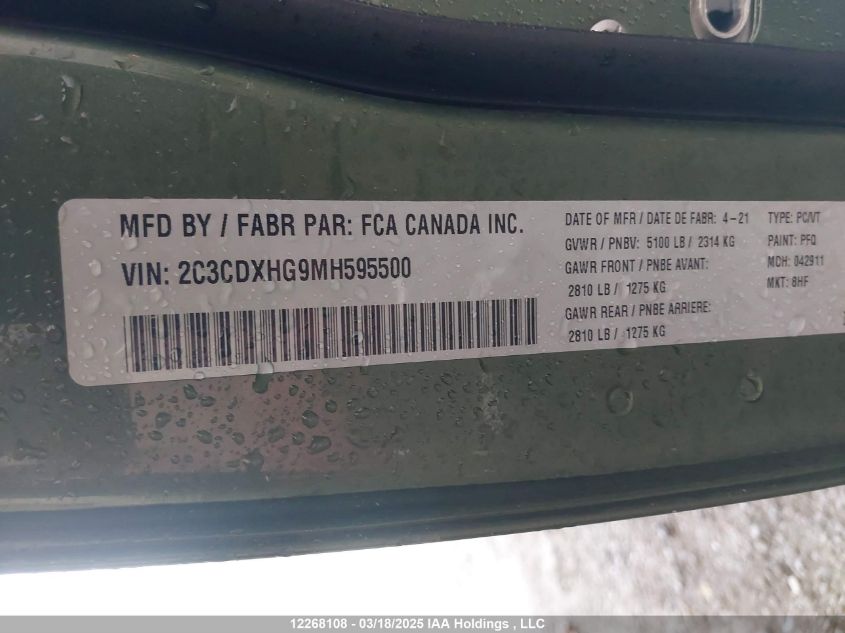 MFD BY / FABR PAR: FCA CANADA INC.
VIN: 2C3CDXHG9MH595500
DATE OF MFR / DATE DE FABR: 4-21
GVWR / PNBV: 5100 LB / 2314 KG
GAWR FRONT / PNBE AVANT:
2810 LB / 1275 KG
GAWR REAR / PNBE ARRIERE:
2810 LB / 1275 KG
TYPE: PC/VT
PAINT: PFQ
MDH: 042911
MKT: 8HF
12268108 - 03/18/2025 IAA Holdings , LLC